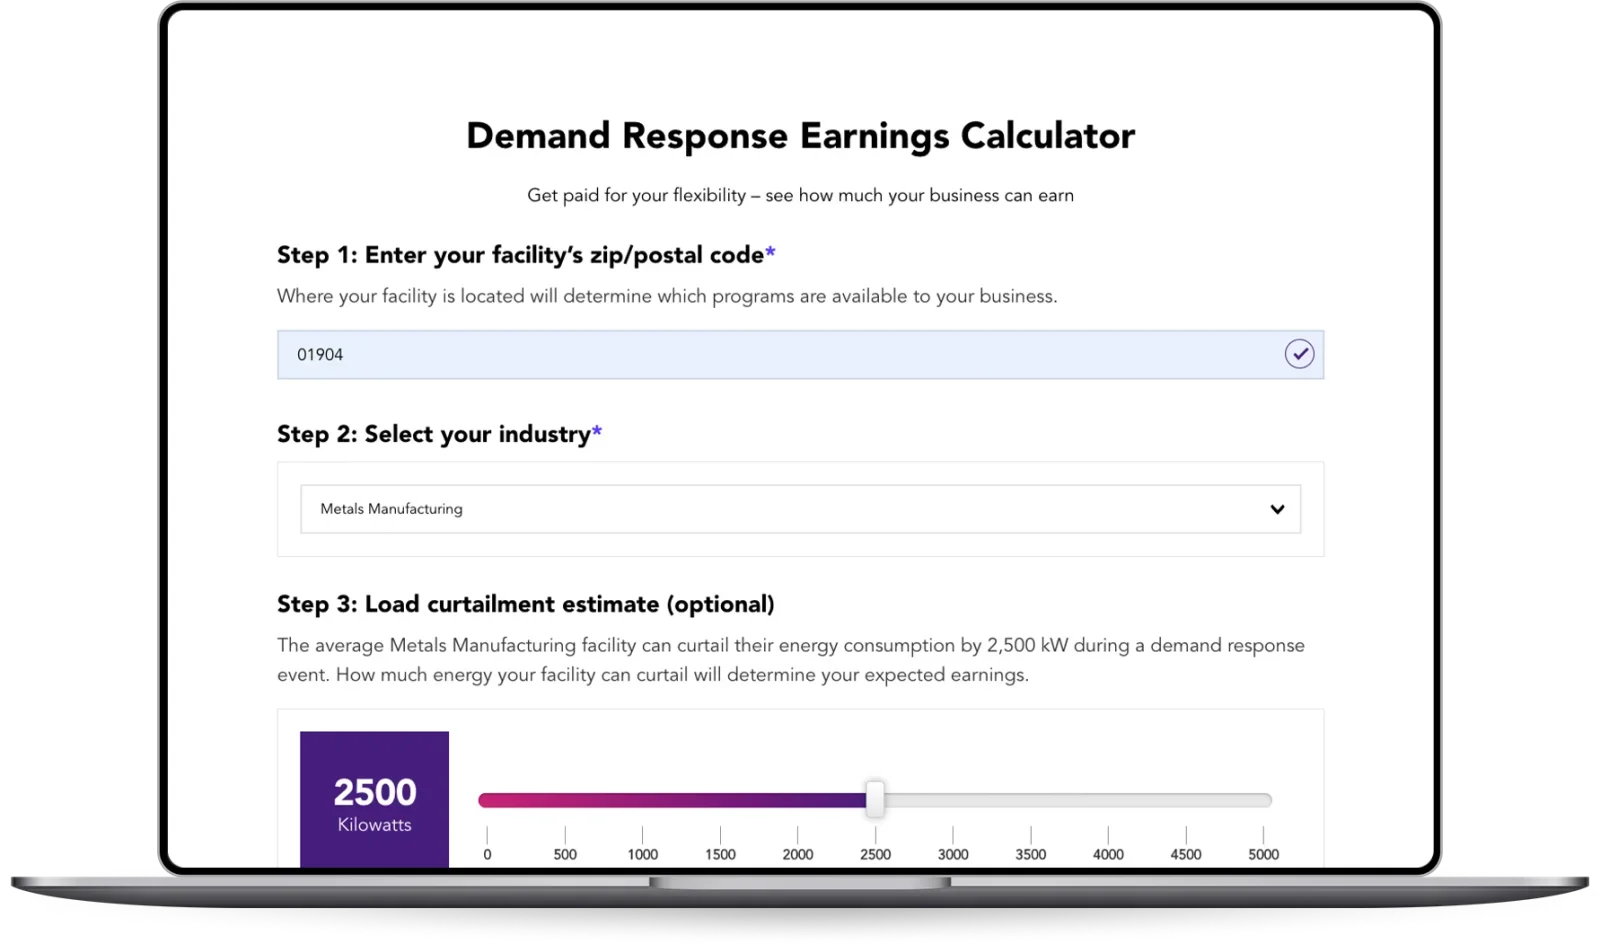 Demand Response Earnings Calculator
Get paid for your flexibility – see how much your business can earn
Step 1: Enter your facility’s zip/postal code*
Where your facility is located will determine which programs are available to your business.
01904
Step 2: Select your industry*
Metals Manufacturing
Step 3: Load curtailment estimate (optional)
The average Metals Manufacturing facility can curtail their energy consumption by 2,500 kW during a demand response
event. How much energy your facility can curtail will determine your expected earnings.
2500
Kilowatts
0 500 1000 1500 2000 2500 3000 3500 4000 4500 5000